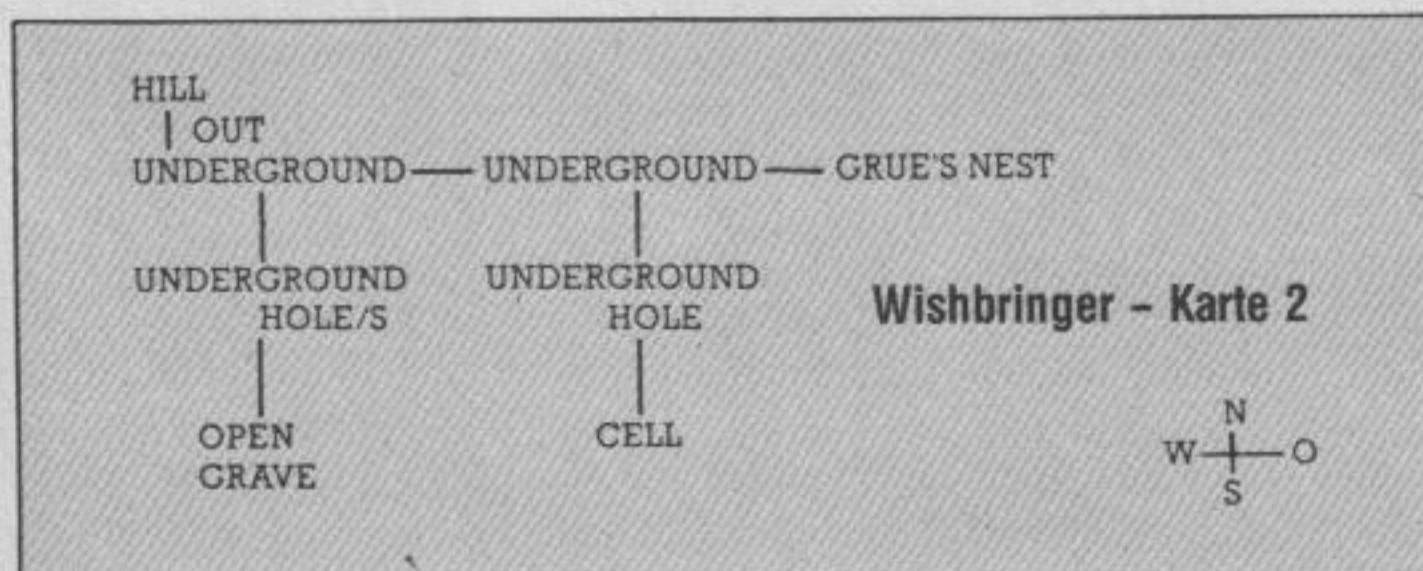 HILL
OUT
UNDERGROUND UNDERGROUND GRUE'S NEST
UNDERGROUND UNDERGROUND
HOLE/S HOLE
Wishbringer – Karte 2
OPEN CELL
GRAVE
N
W O
S